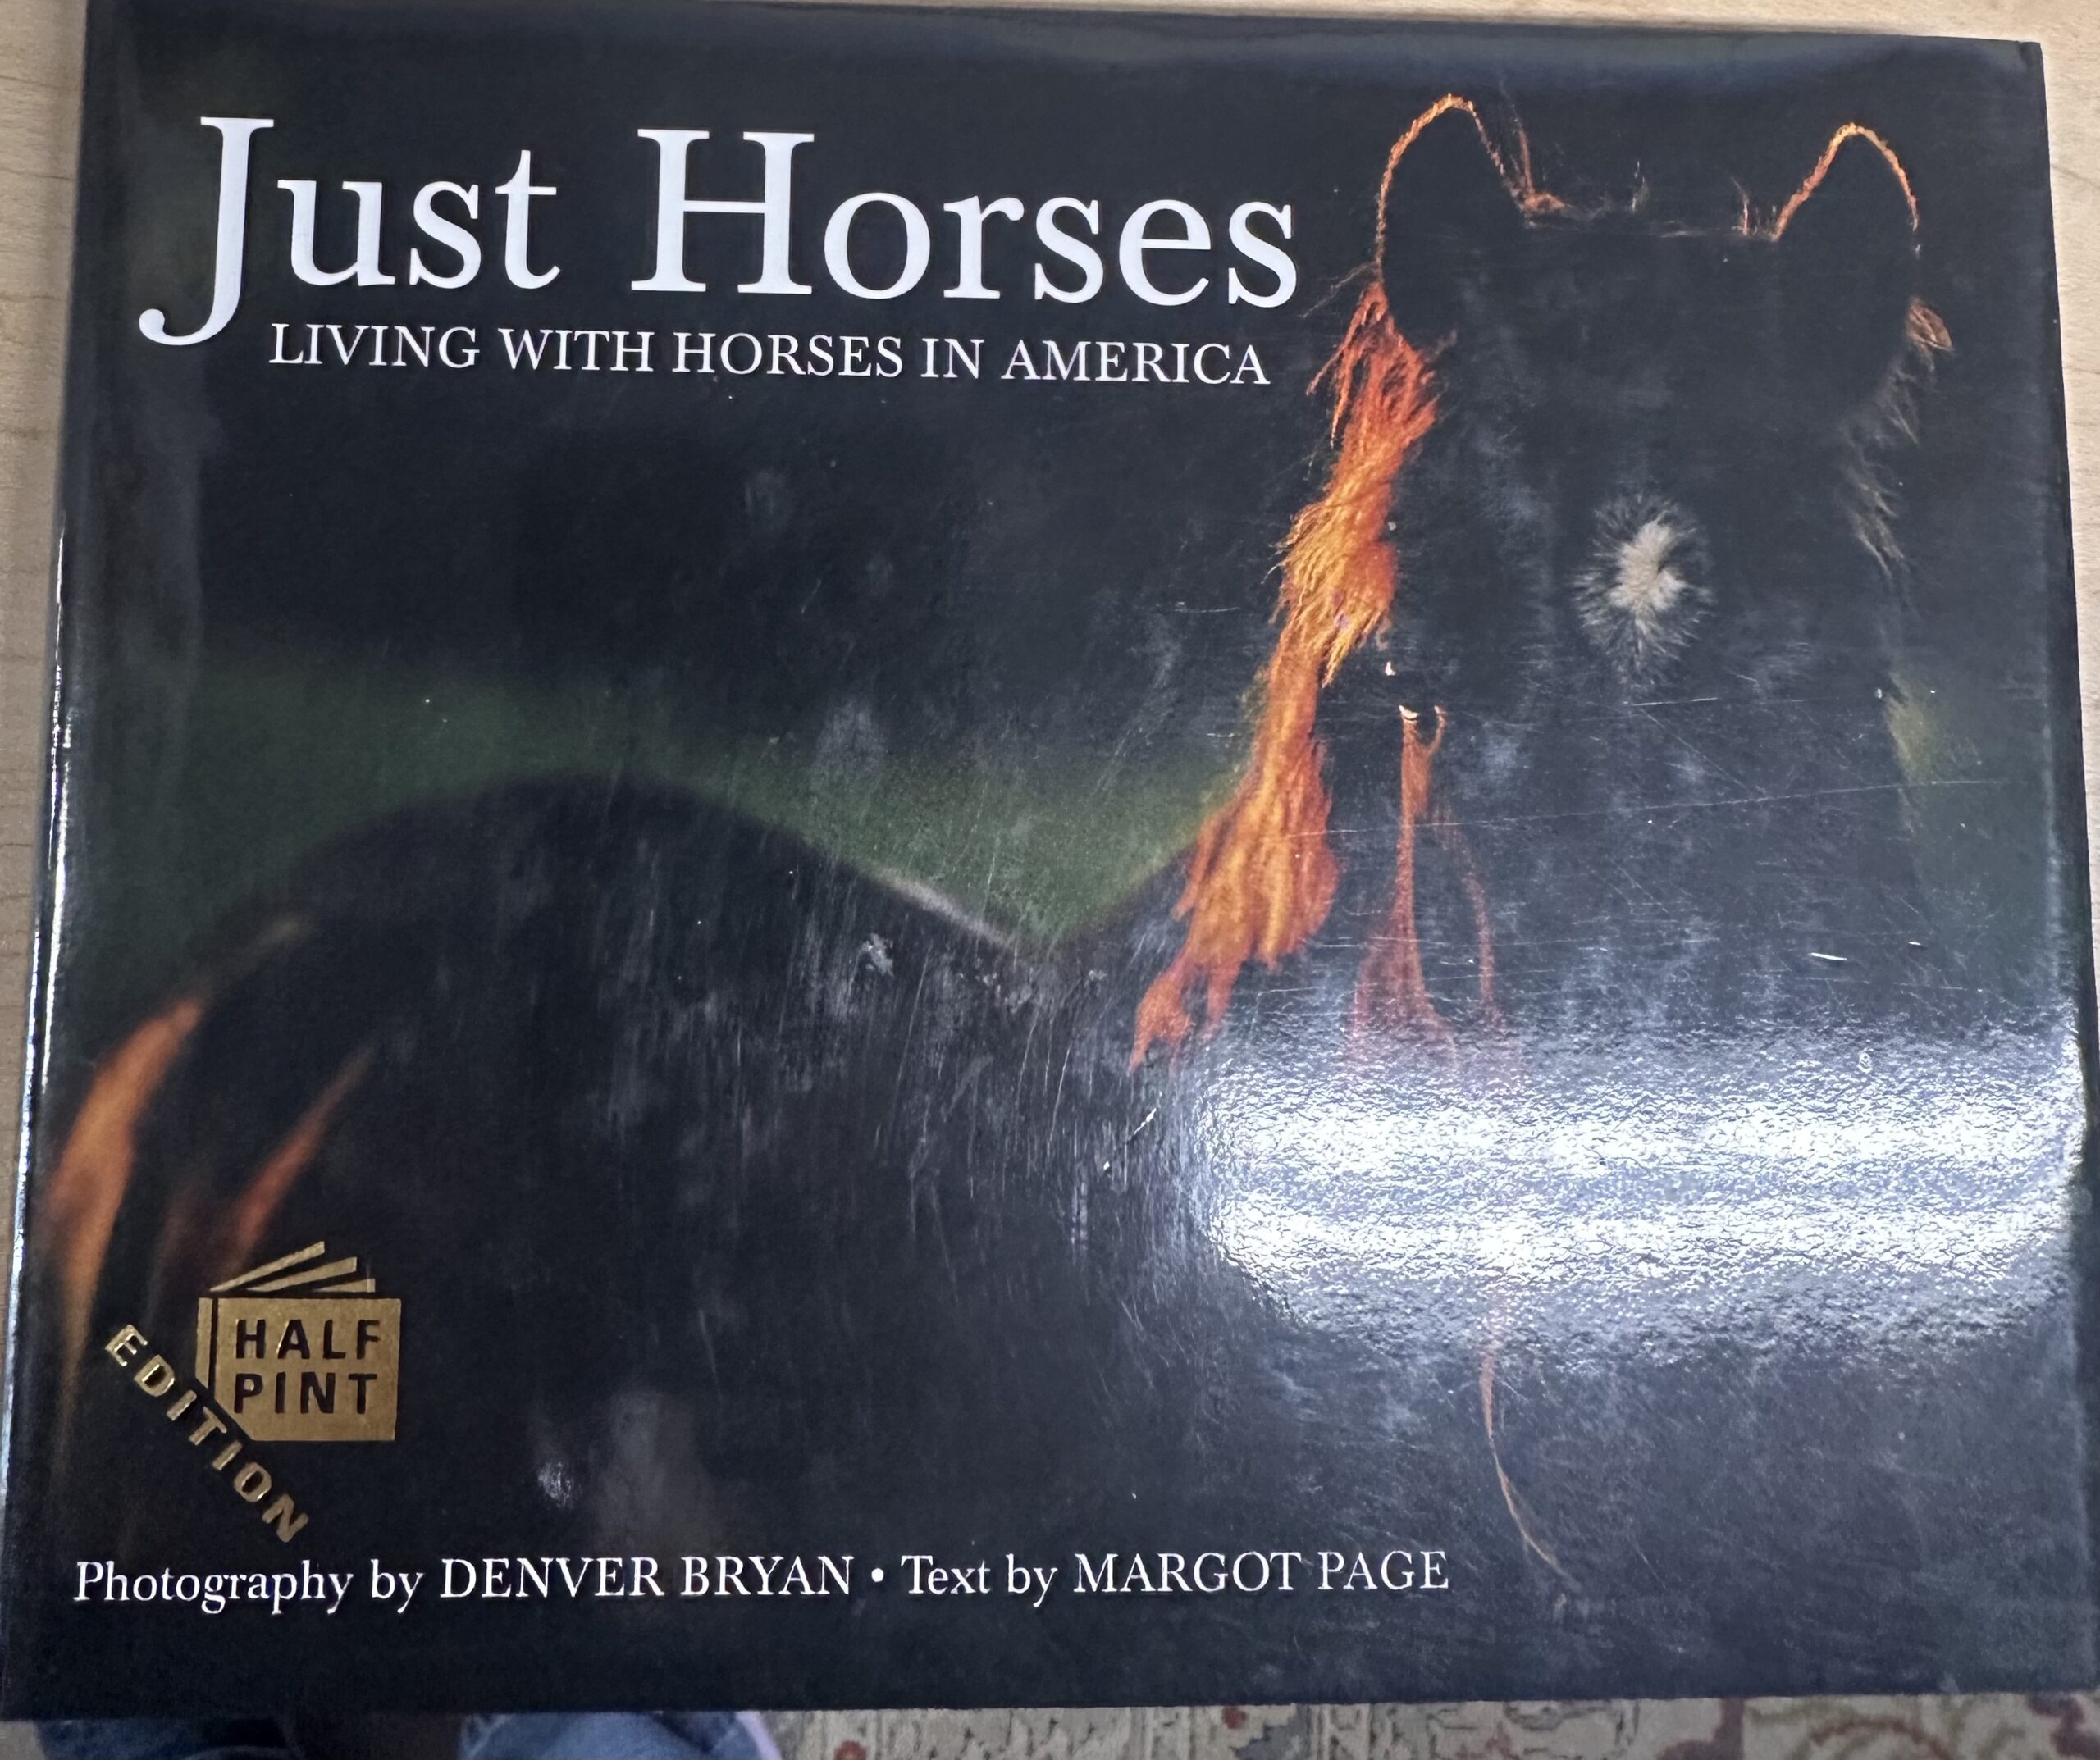 Just Horses
LIVING WITH HORSES IN AMERICA
HALF
PINT
EDITION
Photography by DENVER BRYAN • Text by MARGOT PAGE